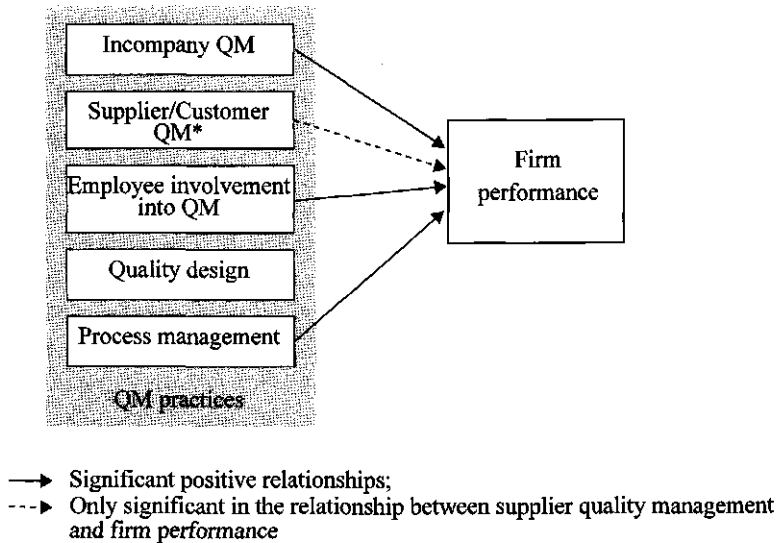 Incompany QM
Supplier/Customer
QM*
Employee involvement
into QM
Quality design
Process management
QM practices
Firm
performance
Significant positive relationships;
Only significant in the relationship between supplier quality management
and firm performance